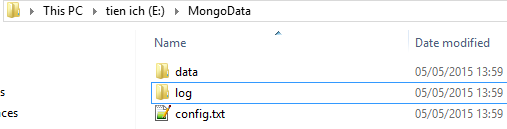 This PC tien ich (E:) MongoData
Name Date modified
data 05/05/2015 13:59
s log 05/05/2015 13:59
aces config.txt 05/05/2015 13:59